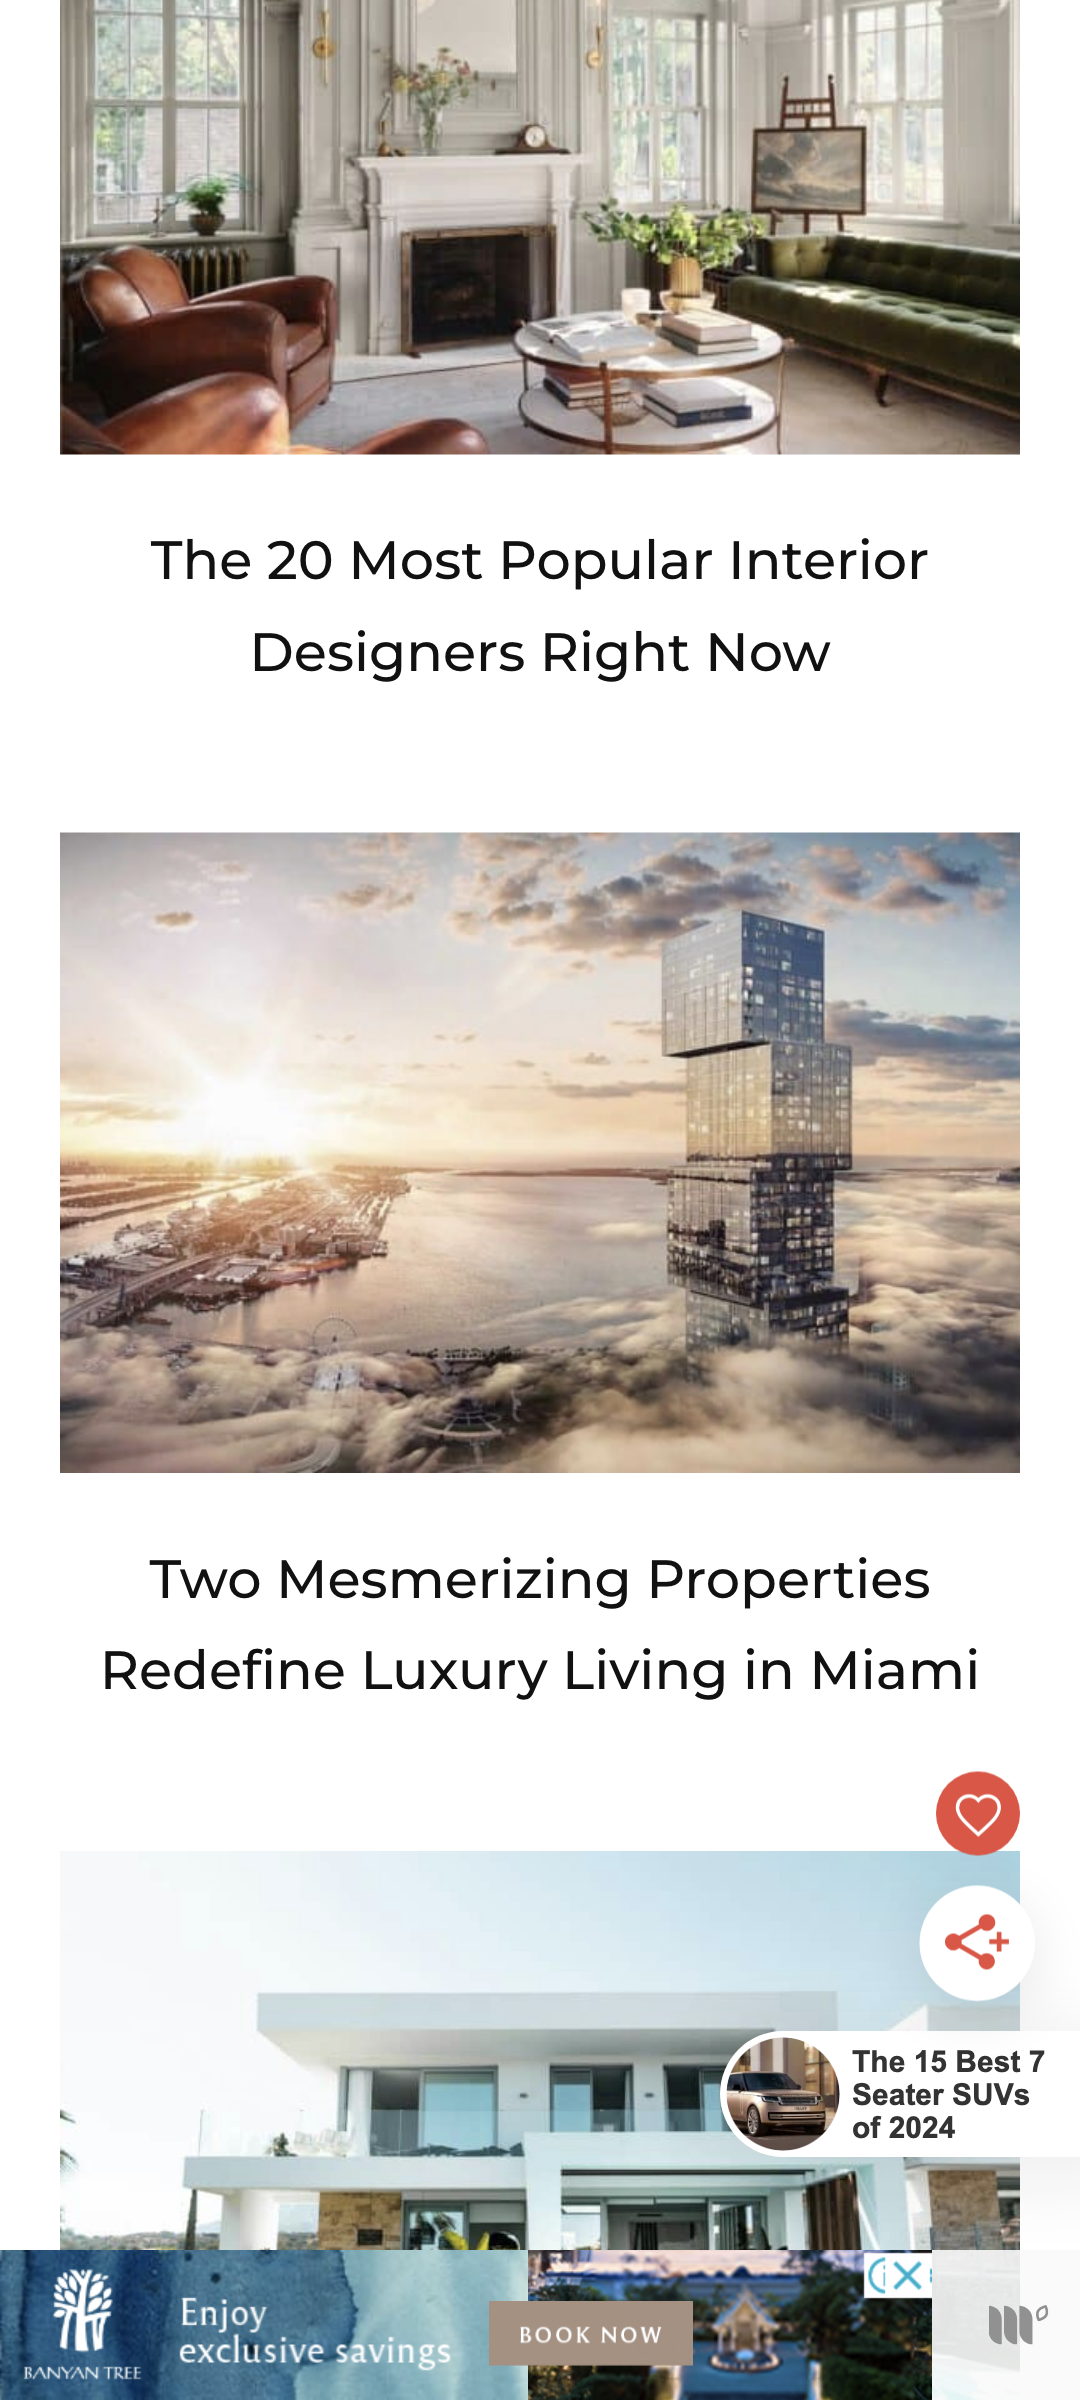 The 20 Most Popular Interior
Designers Right Now
Two Mesmerizing Properties
Redefine Luxury Living in Miami
The 15 Best 7
Seater SUVs
of 2024
BANYAN TREE
Enjoy
exclusive savings
BOOK NOW